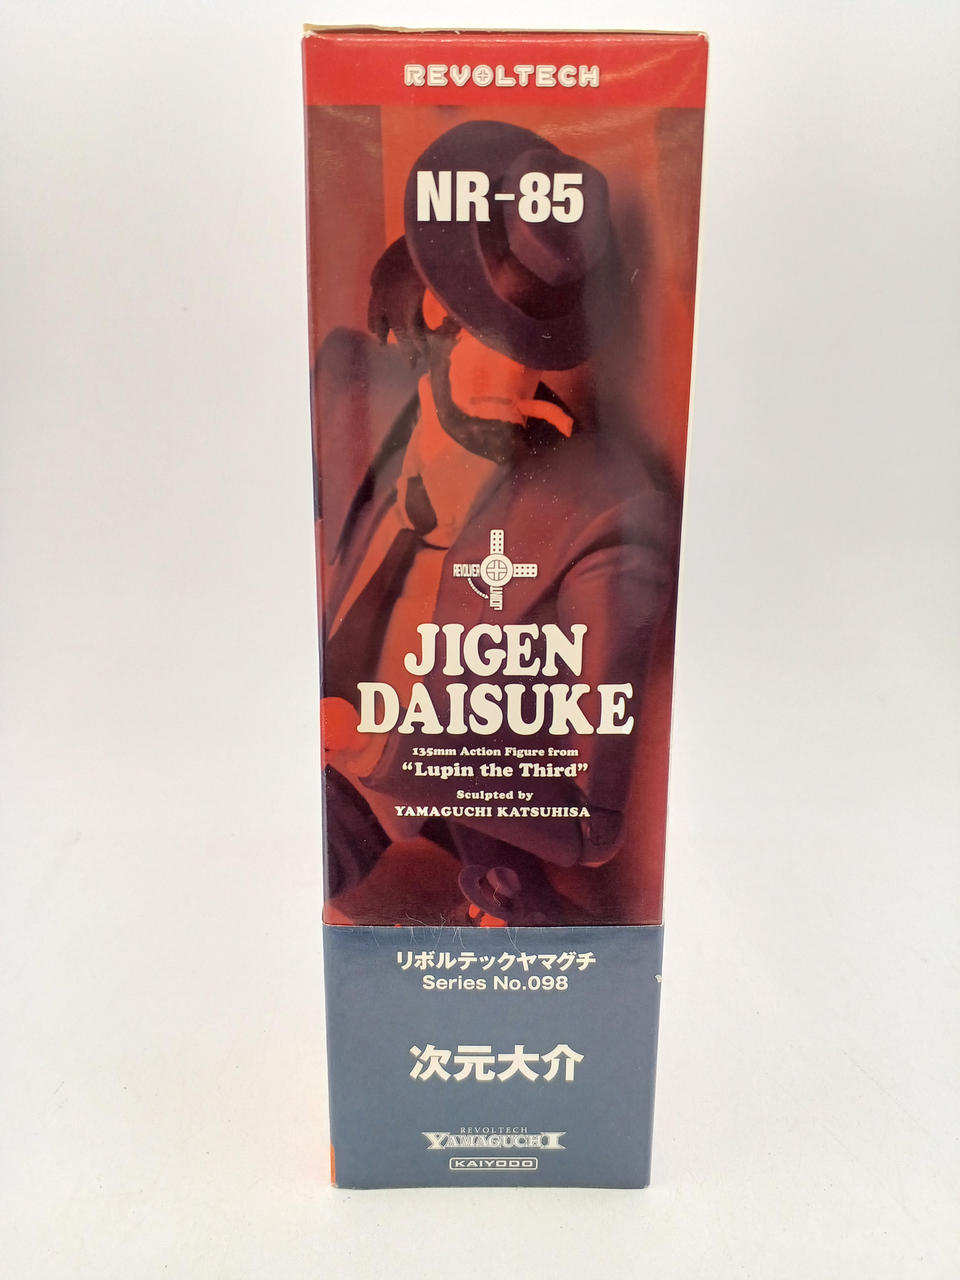 REVOLTECH
NR-85
REVOLVER
JIGEN
DAISUKE
135mm Action Figure from
“Lupin the Third”
Sculpted by
YAMAGUCHI KATSUHISA
リボルテックヤマグチ
Series No.098
次元大介
REVOLTECH
YAMAGUCHI
KAIYODO